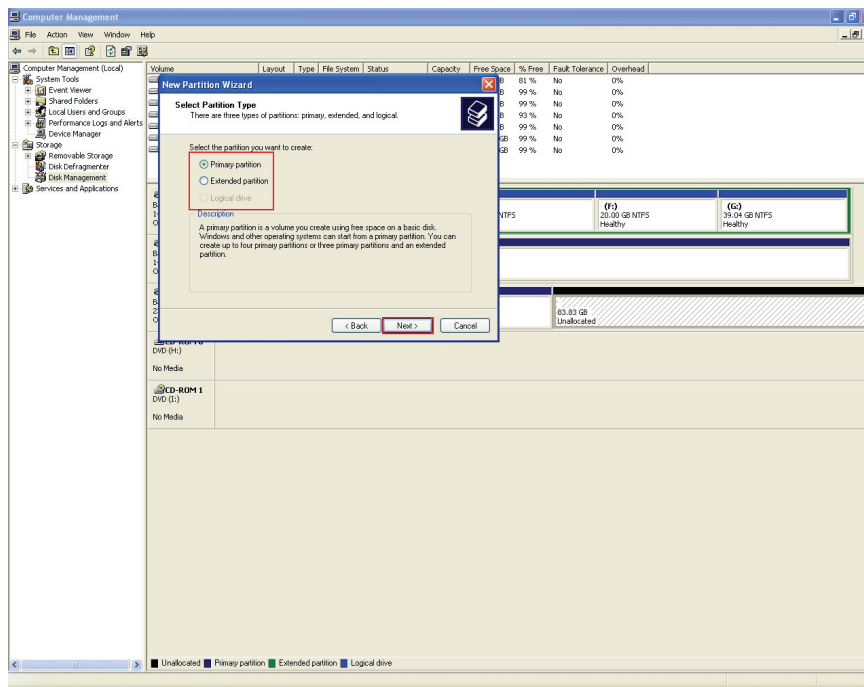 Computer Management
File Action View Window Help
Computer Management (Local)
System Tools
Event Viewer
Shared Folders
Local Users and Groups
Performance Logs and Alerts
Device Manager
Storage
Removable Storage
Disk Defragmenter
Disk Management
Services and Applications
Volume Layout Type File System Status Capacity Free Space % Free Fault Tolerance Overhead
B 81 % No 0%
B 99 % No 0%
B 99 % No 0%
B 93 % No 0%
B 99 % No 0%
GB 99 % No 0%
GB 99 % No 0%
New Partition Wizard
Select Partition Type
There are three types of partitions: primary, extended, and logical.
Select the partition you want to create:
Primary partition
Extended partition
Logical drive
Description
A primary partition is a volume you create using free space on a basic disk.
Windows and other operating systems can start from a primary partition. You can
create up to four primary partitions or three primary partitions and an extended
partition.
< Back Next > Cancel
NTFS
(F:)
20.00 GB NTFS
Healthy
(G:)
39.04 GB NTFS
Healthy
83.83 GB
Unallocated
DVD (H:)
No Media
CD-ROM 1
DVD (I:)
No Media
Unallocated Primary partition Extended partition Logical drive